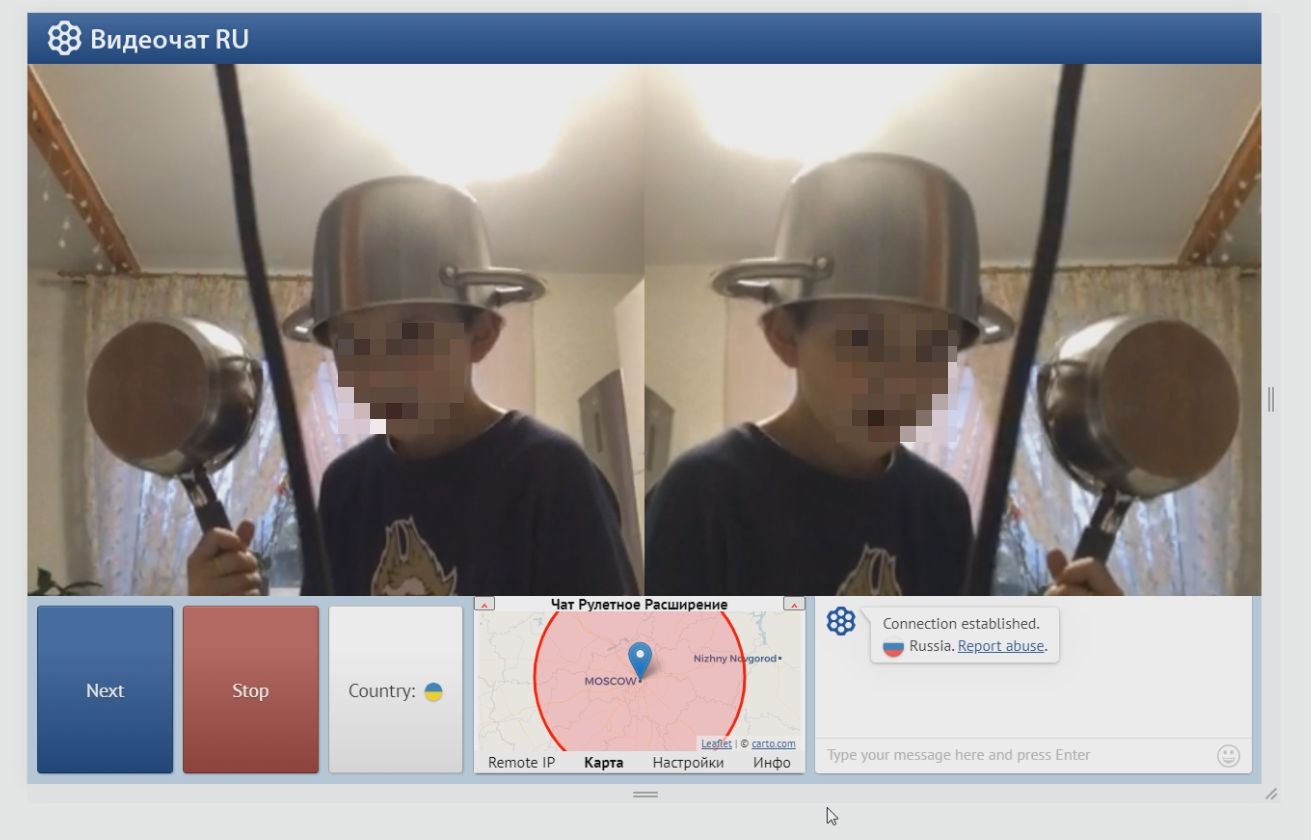 Видеочат RU
Next
Stop
Country:
Чат Рулетное Расширение
Nizhny Novgorod
MOSCOW
Leaflet | © carto.com
Remote IP Карта Настройки Инфо
Connection established.
Russia. Report abuse.
Type your message here and press Enter